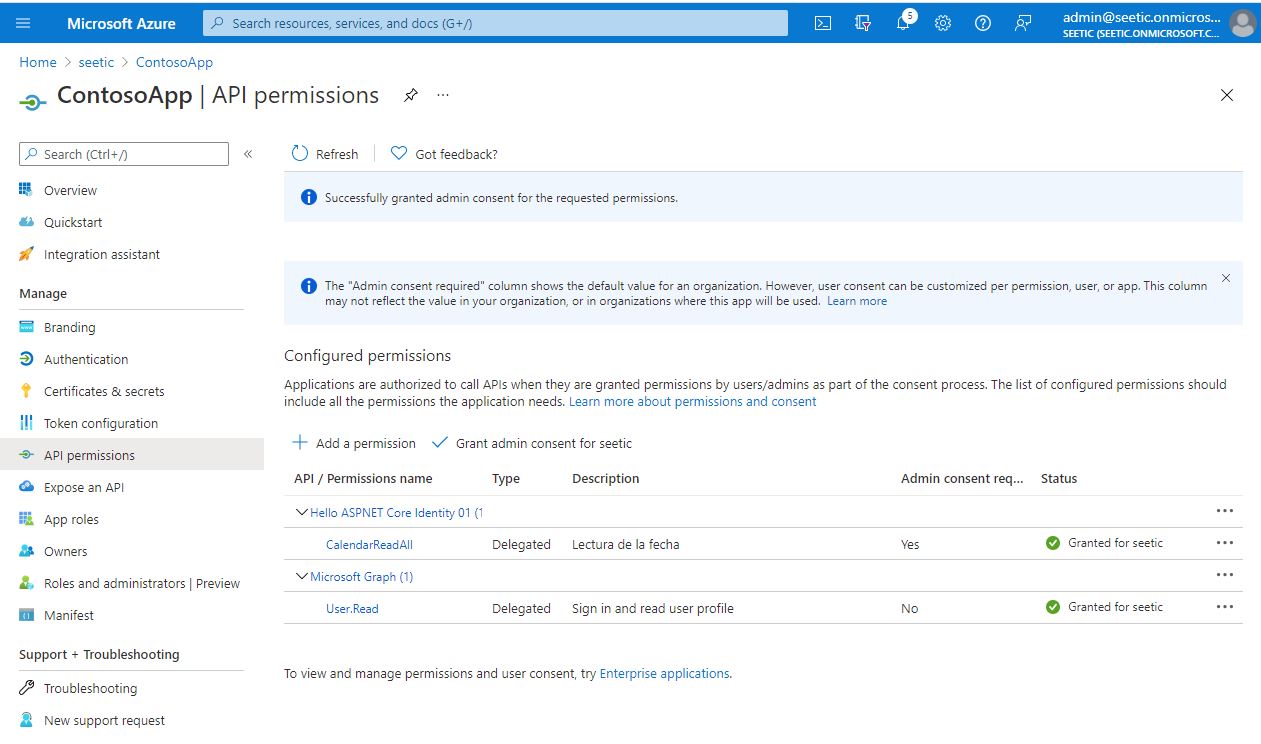 Microsoft Azure
Search resources, services, and docs (G+/)
5
admin@seetic.onmicros...
SEETIC (SEETIC.ONMICROSOFT.C...
Home > seetic > ContosoApp
ContosoApp | API permissions
Search (Ctrl+/)
Overview
Quickstart
Integration assistant
Manage
Branding
Authentication
Certificates & secrets
Token configuration
API permissions
Expose an API
App roles
Owners
Roles and administrators | Preview
Manifest
Support + Troubleshooting
Troubleshooting
New support request
Refresh
Got feedback?
Successfully granted admin consent for the requested permissions.
The "Admin consent required" column shows the default value for an organization. However, user consent can be customized per permission, user, or app. This column
may not reflect the value in your organization, or in organizations where this app will be used. Learn more
Configured permissions
Applications are authorized to call APIs when they are granted permissions by users/admins as part of the consent process. The list of configured permissions should
include all the permissions the application needs. Learn more about permissions and consent
Add a permission Grant admin consent for seetic
API / Permissions name Type Description Admin consent req... Status
Hello ASPNET Core Identity 01 (1
CalendarReadAll Delegated Lectura de la fecha Yes Granted for seetic
Microsoft Graph (1)
User.Read Delegated Sign in and read user profile No Granted for seetic
To view and manage permissions and user consent, try Enterprise applications.